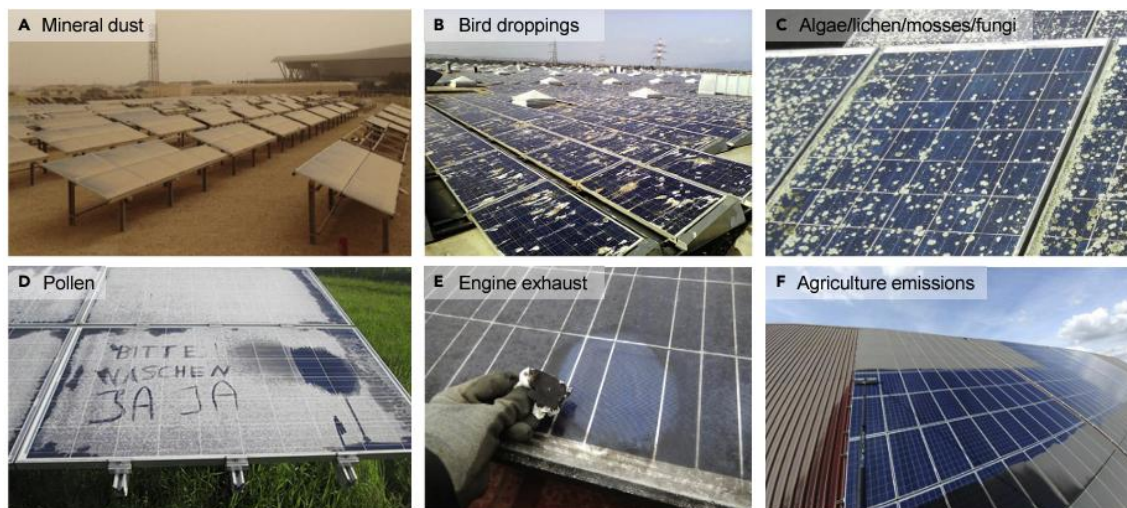 A Mineral dust
B Bird droppings
C Algae/lichen/mosses/fungi
D Pollen
BITTE
WASCHEN
JA JA
E Engine exhaust
F Agriculture emissions